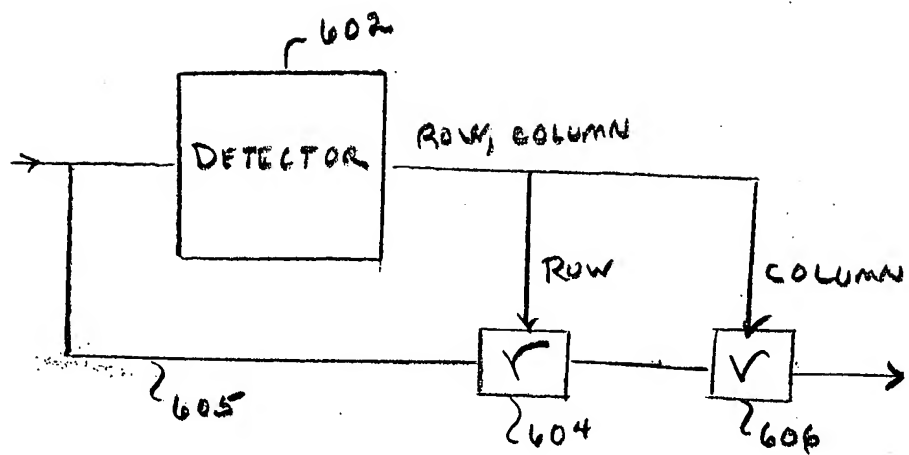 602
DETECTOR
ROW, COLUMN
ROW
COLUMN
r
V
605
604
606